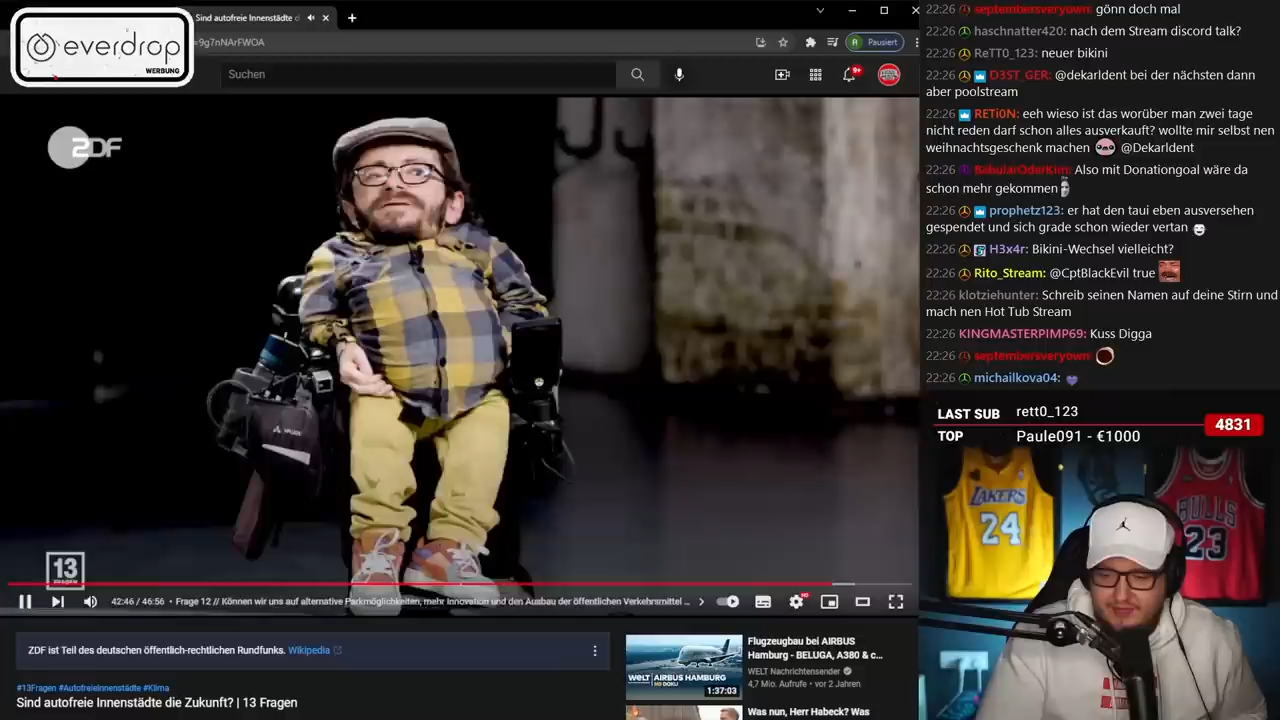 everdrop
WERBUNG
Sind autofreie Innenstädte d
=9g7nNArFWOA
Pausiert
Suchen
9+
ZDF
13
FRAGEN
42:46 / 46:56 • Frage 12 // Können wir uns auf alternative Parkmöglichkeiten, mehr Innovation und den Ausbau der öffentlichen Verkehrsmittel ...
HD
ZDF ist Teil des deutschen öffentlich-rechtlichen Rundfunks. Wikipedia
#13Fragen #AutofreieInnenstädte #Klima
Sind autofreie Innenstädte die Zukunft? | 13 Fragen
WELT AIRBUS HAMBURG
1:37:03
Flugzeugbau bei AIRBUS
Hamburg - BELUGA, A380 & c...
WELT Nachrichtensender
4,7 Mio. Aufrufe • vor 2 Jahren
Was nun, Herr Habeck? Was
22:26 septembersveryown: gönn doch mal
22:26 haschnatter420: nach dem Stream discord talk?
22:26 ReTT0_123: neuer bikini
22:26 D3ST_GER: @dekarldent bei der nächsten dann
aber poolstream
22:26 RETiON: eeh wieso ist das worüber man zwei tage
nicht reden darf schon alles ausverkauft? wollte mir selbst nen
weihnachtsgeschenk machen @Dekarldent
22:26 Also mit Donationgoal wäre da
schon mehr gekommen
22:26 prophetz123: er hat den taui eben ausversehen
gespendet und sich grade schon wieder vertan
22:26 H3x4r: Bikini-Wechsel vielleicht?
22:26 Rito_Stream: @CptBlackEvil true
22:26 klotziehunter: Schreib seinen Namen auf deine Stirn und
mach nen Hot Tub Stream
22:26 KINGMASTERPIMP69: Kuss Digga
22:26 septembersveryown:
22:26 michailkova04:
LAST SUB rett0_123
4831
TOP Paule091 - €1000
LAKERS
24
BULLS
23